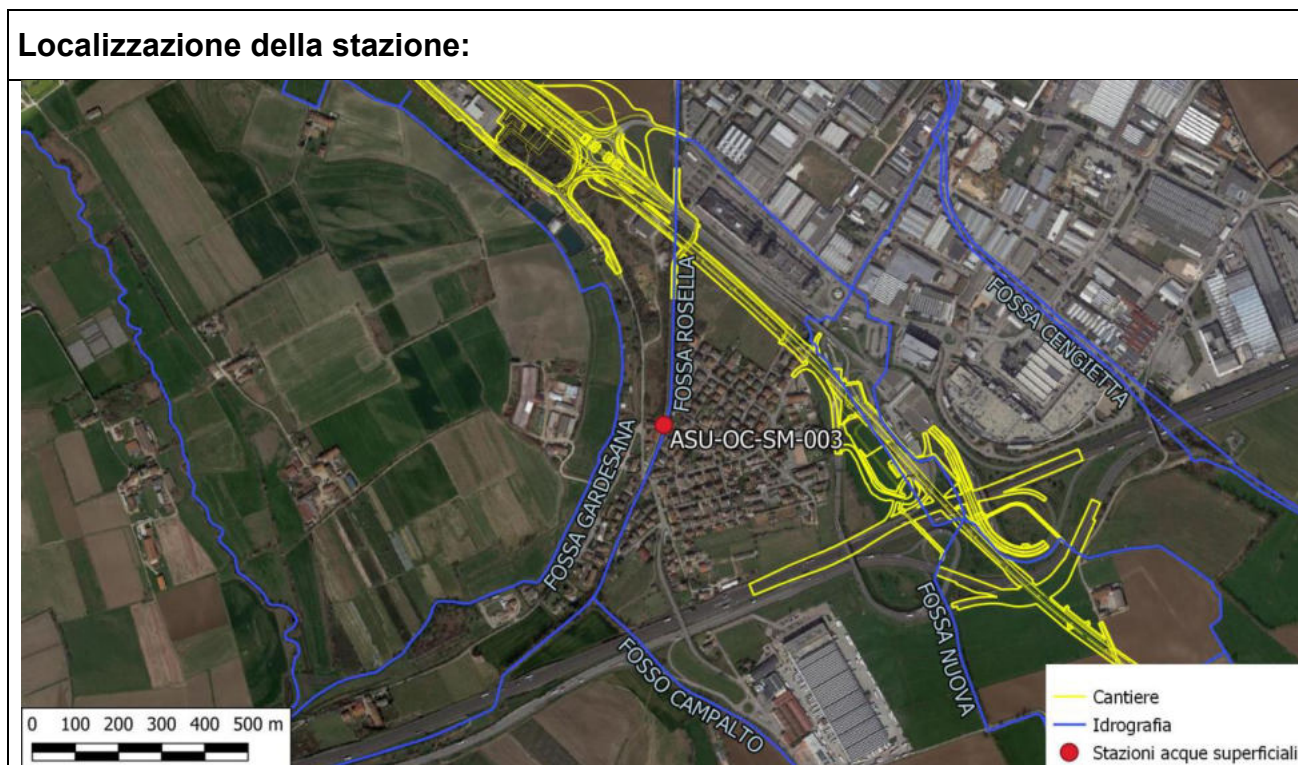 Localizzazione della stazione:
FOSSA ROSELLA
FOSSA CENGIETTA
ASU-OC-SM-003
FOSSA GARDESANA
FOSSA NUOVA
FOSSO CAMPALTO
0 100 200 300 400 500 m
Cantiere
Idrografia
Stazioni acque superficiali